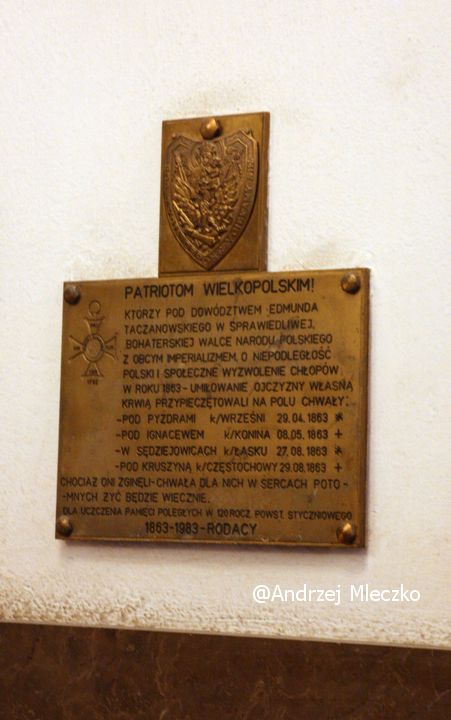 PATRIOTOM WIELKOPOLSKIM!
KTÓRZY POD DOWÓDZTWEM EDMUNDA
TACZANOWSKIEGO W SPRAWIEDLIWEJ,
BOHATERSKIEJ WALCE NARODU POLSKIEGO
Z OBCYM IMPERIALIZMEM, O NIEPODLEGŁOŚĆ
POLSKI I SPOŁECZNE WYZWOLENIE CHŁOPÓW
W ROKU 1863 - UMIŁOWANIE OJCZYZNY WŁASNĄ
KRWIĄ PRZYPIECZĘTOWALI NA POLU CHWAŁY:
-POD PYZDRAMI K/WRZEŚNI 29.04.1863 *
-POD IGNACEWEM K/KONINA 08.05.1863 +
-W SĘDZIEJOWICACH K/ŁASKU 27.08.1863 *
-POD KRUSZYNĄ K/CZĘSTOCHOWY 29.08.1863 +
CHOCIAŻ ONI ZGINĘLI-CHWAŁA DLA NICH W SERCACH POTO-
-MNYCH ŻYĆ BĘDZIE WIECZNIE.
DLA UCZCZENIA PAMIĘCI POLEGŁYCH W 120 ROCZ. POWST. STYCZNIOWEGO
1863-1983-RODACY
@Andrzej Mleczko